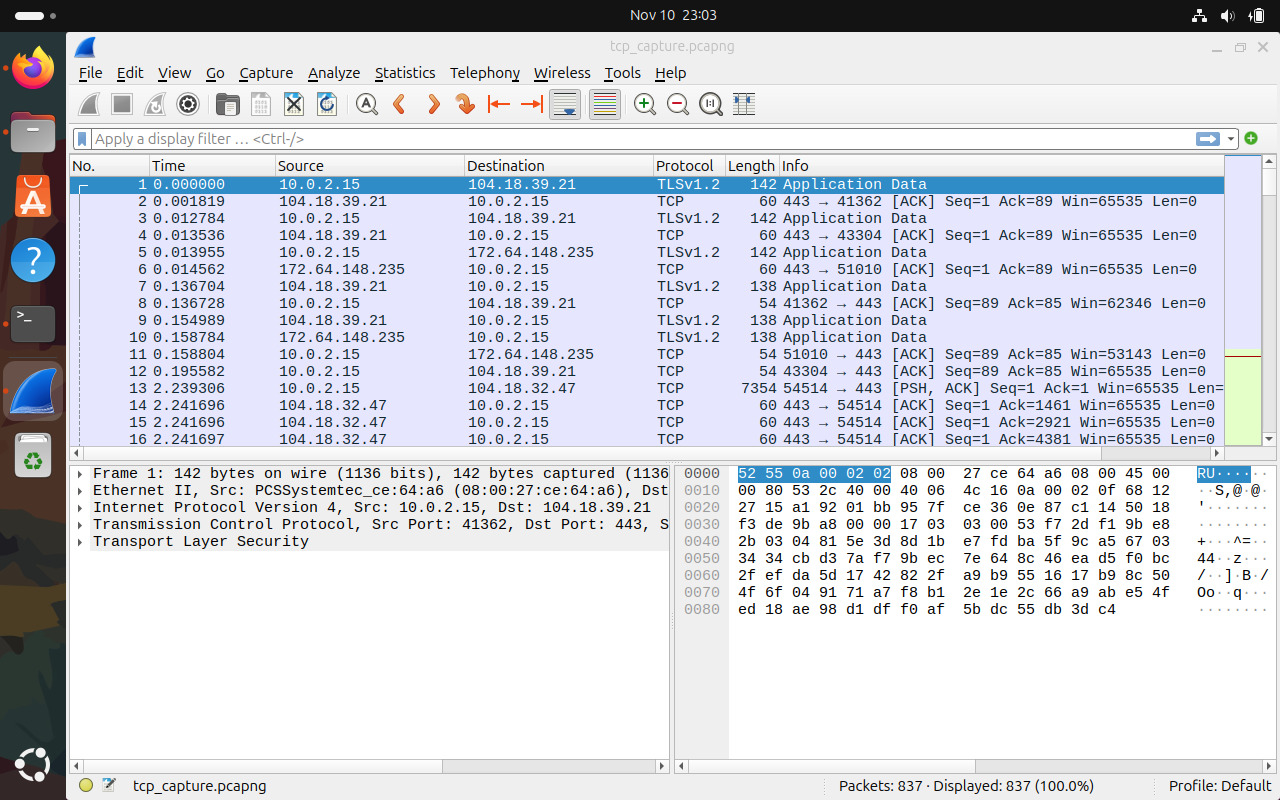 Nov 10 23:03
tcp_capture.pcapng
File Edit View Go Capture Analyze Statistics Telephony Wireless Tools Help
Apply a display filter … <Ctrl-/>
No. Time Source Destination Protocol Length Info
1 0.000000 10.0.2.15 104.18.39.21 TLSv1.2 142 Application Data
2 0.001819 104.18.39.21 10.0.2.15 TCP 60 443 → 41362 [ACK] Seq=1 Ack=89 Win=65535 Len=0
3 0.012784 10.0.2.15 104.18.39.21 TLSv1.2 142 Application Data
4 0.013536 104.18.39.21 10.0.2.15 TCP 60 443 → 43304 [ACK] Seq=1 Ack=89 Win=65535 Len=0
5 0.013955 10.0.2.15 172.64.148.235 TLSv1.2 142 Application Data
6 0.014562 172.64.148.235 10.0.2.15 TCP 60 443 → 51010 [ACK] Seq=1 Ack=89 Win=65535 Len=0
7 0.136704 104.18.39.21 10.0.2.15 TLSv1.2 138 Application Data
8 0.136728 10.0.2.15 104.18.39.21 TCP 54 41362 → 443 [ACK] Seq=89 Ack=85 Win=62346 Len=0
9 0.154989 104.18.39.21 10.0.2.15 TLSv1.2 138 Application Data
10 0.158784 172.64.148.235 10.0.2.15 TLSv1.2 138 Application Data
11 0.158804 10.0.2.15 172.64.148.235 TCP 54 51010 → 443 [ACK] Seq=89 Ack=85 Win=53143 Len=0
12 0.195582 10.0.2.15 104.18.39.21 TCP 54 43304 → 443 [ACK] Seq=89 Ack=85 Win=65535 Len=0
13 2.239306 10.0.2.15 104.18.32.47 TCP 7354 54514 → 443 [PSH, ACK] Seq=1 Ack=1 Win=65535 Len=
14 2.241696 104.18.32.47 10.0.2.15 TCP 60 443 → 54514 [ACK] Seq=1 Ack=1461 Win=65535 Len=0
15 2.241696 104.18.32.47 10.0.2.15 TCP 60 443 → 54514 [ACK] Seq=1 Ack=2921 Win=65535 Len=0
16 2.241697 104.18.32.47 10.0.2.15 TCP 60 443 → 54514 [ACK] Seq=1 Ack=4381 Win=65535 Len=0
Frame 1: 142 bytes on wire (1136 bits), 142 bytes captured (1136
Ethernet II, Src: PCSSystemtec_ce:64:a6 (08:00:27:ce:64:a6), Dst
Internet Protocol Version 4, Src: 10.0.2.15, Dst: 104.18.39.21
Transmission Control Protocol, Src Port: 41362, Dst Port: 443, S
Transport Layer Security
0000 52 55 0a 00 02 02 08 00 27 ce 64 a6 08 00 45 00 RU······
0010 00 80 53 2c 40 00 40 06 4c 16 0a 00 02 0f 68 12 ··S,@·@·
0020 27 15 a1 92 01 bb 95 7f ce 36 0e 87 c1 14 50 18 '·······
0030 f3 de 9b a8 00 00 17 03 03 00 53 f7 2d f1 9b e8 ········
0040 2b 03 04 81 5e 3d 8d 1b e7 fd ba 5f 9c a5 67 03 +···^=··
0050 34 34 cb d3 7a f7 9b ec 7e 64 8c 46 ea d5 f0 bc 44··z···
0060 2f ef da 5d 17 42 82 2f a9 b9 55 16 17 b9 8c 50 /··]·B·/
0070 4f 6f 04 91 71 a7 f8 b1 2e 1e 2c 66 a9 ab e5 4f Oo··q···
0080 ed 18 ae 98 d1 df f0 af 5b dc 55 db 3d c4 ········
tcp_capture.pcapng Packets: 837 · Displayed: 837 (100.0%) Profile: Default